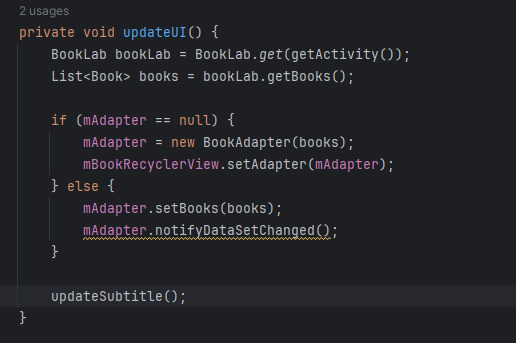 2 usages
private void updateUI() {
    BookLab bookLab = BookLab.get(getActivity());
    List<Book> books = bookLab.getBooks();

    if (mAdapter == null) {
        mAdapter = new BookAdapter(books);
        mBookRecyclerView.setAdapter(mAdapter);
    } else {
        mAdapter.setBooks(books);
        mAdapter.notifyDataSetChanged();
    }

    updateSubtitle();
}